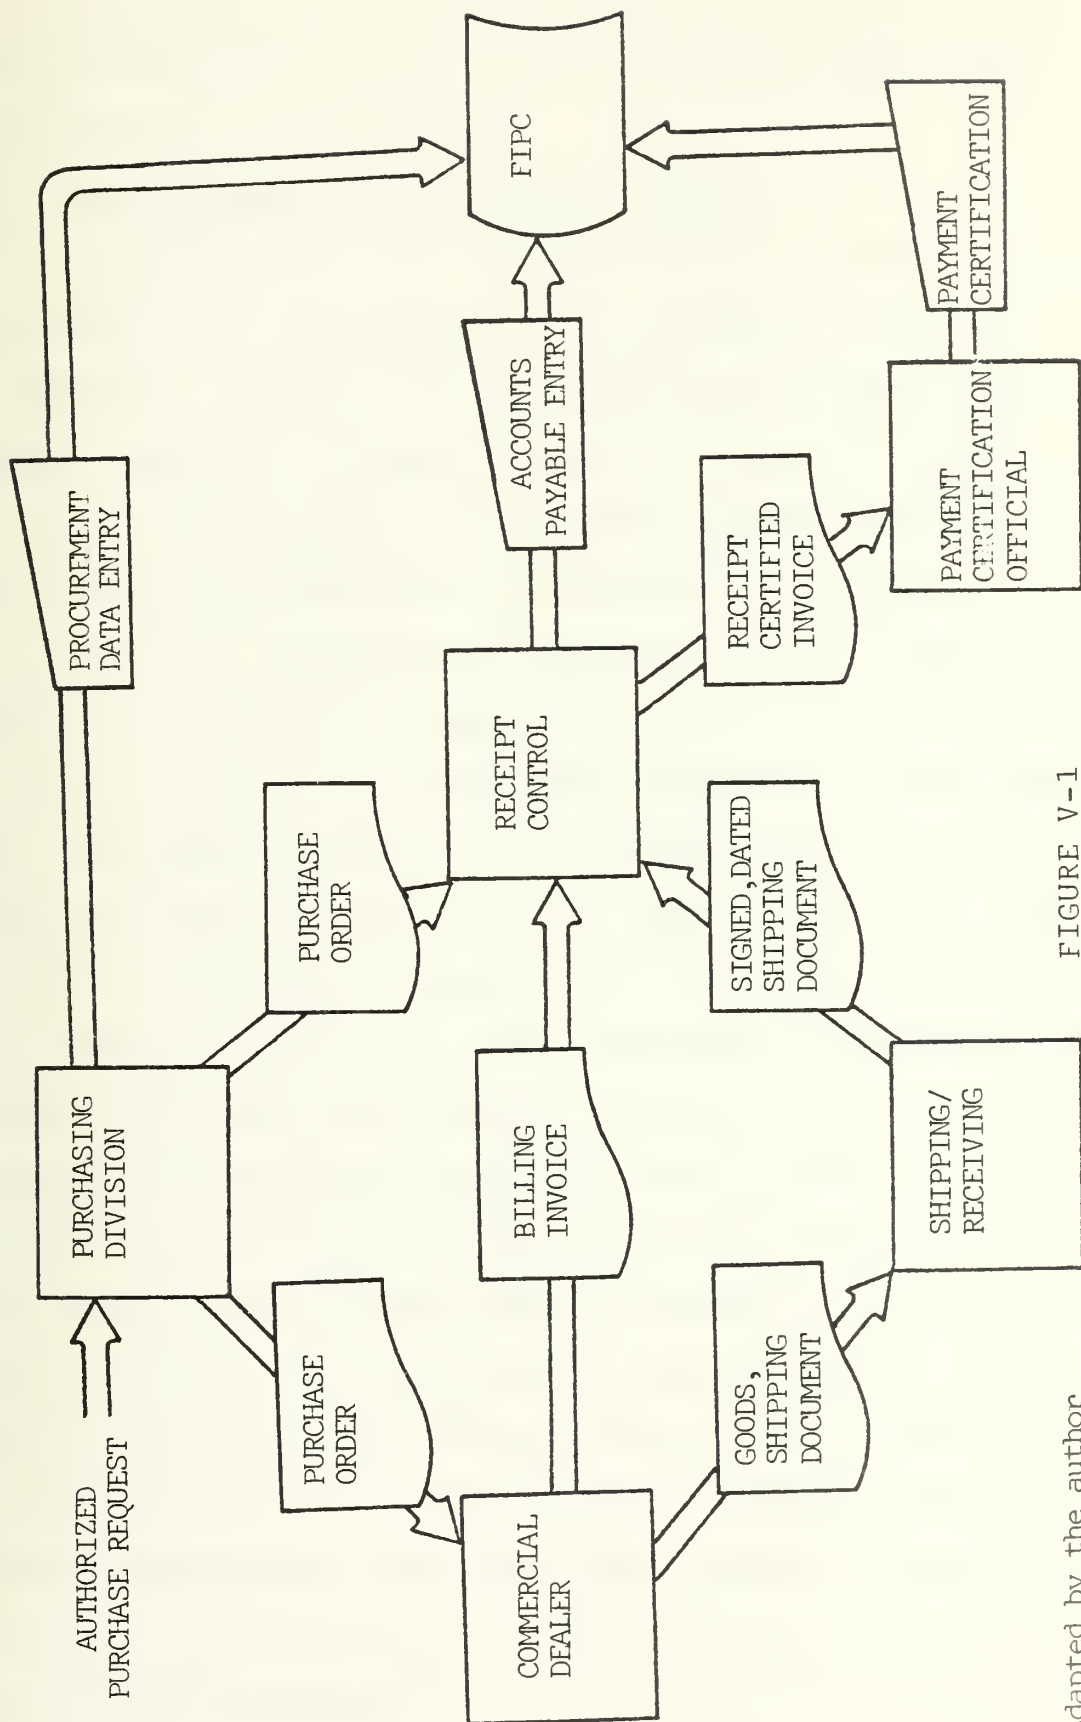 AUTHORIZED
PURCHASE REQUEST
PURCHASING
DIVISION
PROCUREMENT
DATA ENTRY
PURCHASE
ORDER
PURCHASE
ORDER
COMMERCIAL
DEALER
BILLING
INVOICE
RECEIPT
CONTROL
ACCOUNTS
PAYABLE ENTRY
FIPC
GOODS,
SHIPPING
DOCUMENT
SIGNED,DATED
SHIPPING
DOCUMENT
RECEIPT
CERTIFIED
INVOICE
SHIPPING/
RECEIVING
PAYMENT
CERTIFICATION
OFFICIAL
PAYMENT
CERTIFICATION
FIGURE V-1
dapted by the author